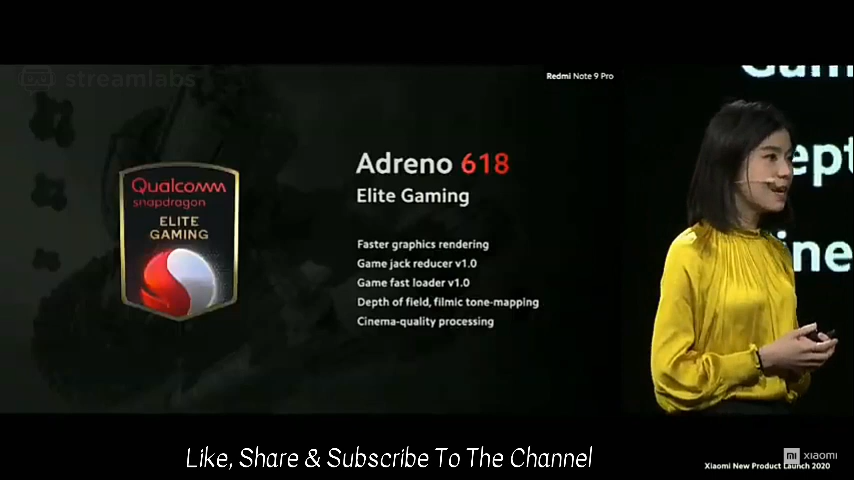 streamlabs
Redmi Note 9 Pro
Qualcomm
snapdragon
ELITE
GAMING
Adreno 618
Elite Gaming
Faster graphics rendering
Game jack reducer v1.0
Game fast loader v1.0
Depth of field, filmic tone-mapping
Cinema-quality processing
Like, Share & Subscribe To The Channel
mi xiaomi
Xiaomi New Product Launch 2020